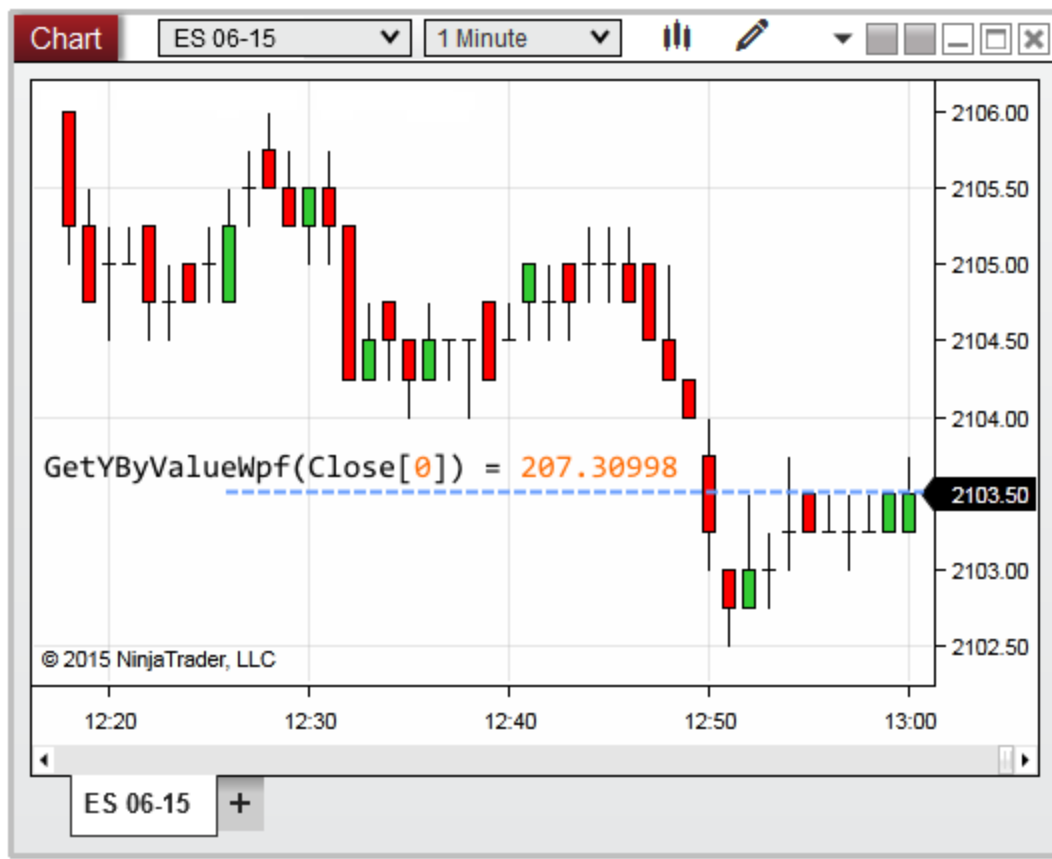 Chart ES 06-15 1 Minute
2106.00
2105.50
2105.00
2104.50
2104.00
GetYByValueWpf(Close[0]) = 207.30998
2103.50
2103.00
2102.50
© 2015 NinjaTrader, LLC
12:20 12:30 12:40 12:50 13:00
ES 06-15 +